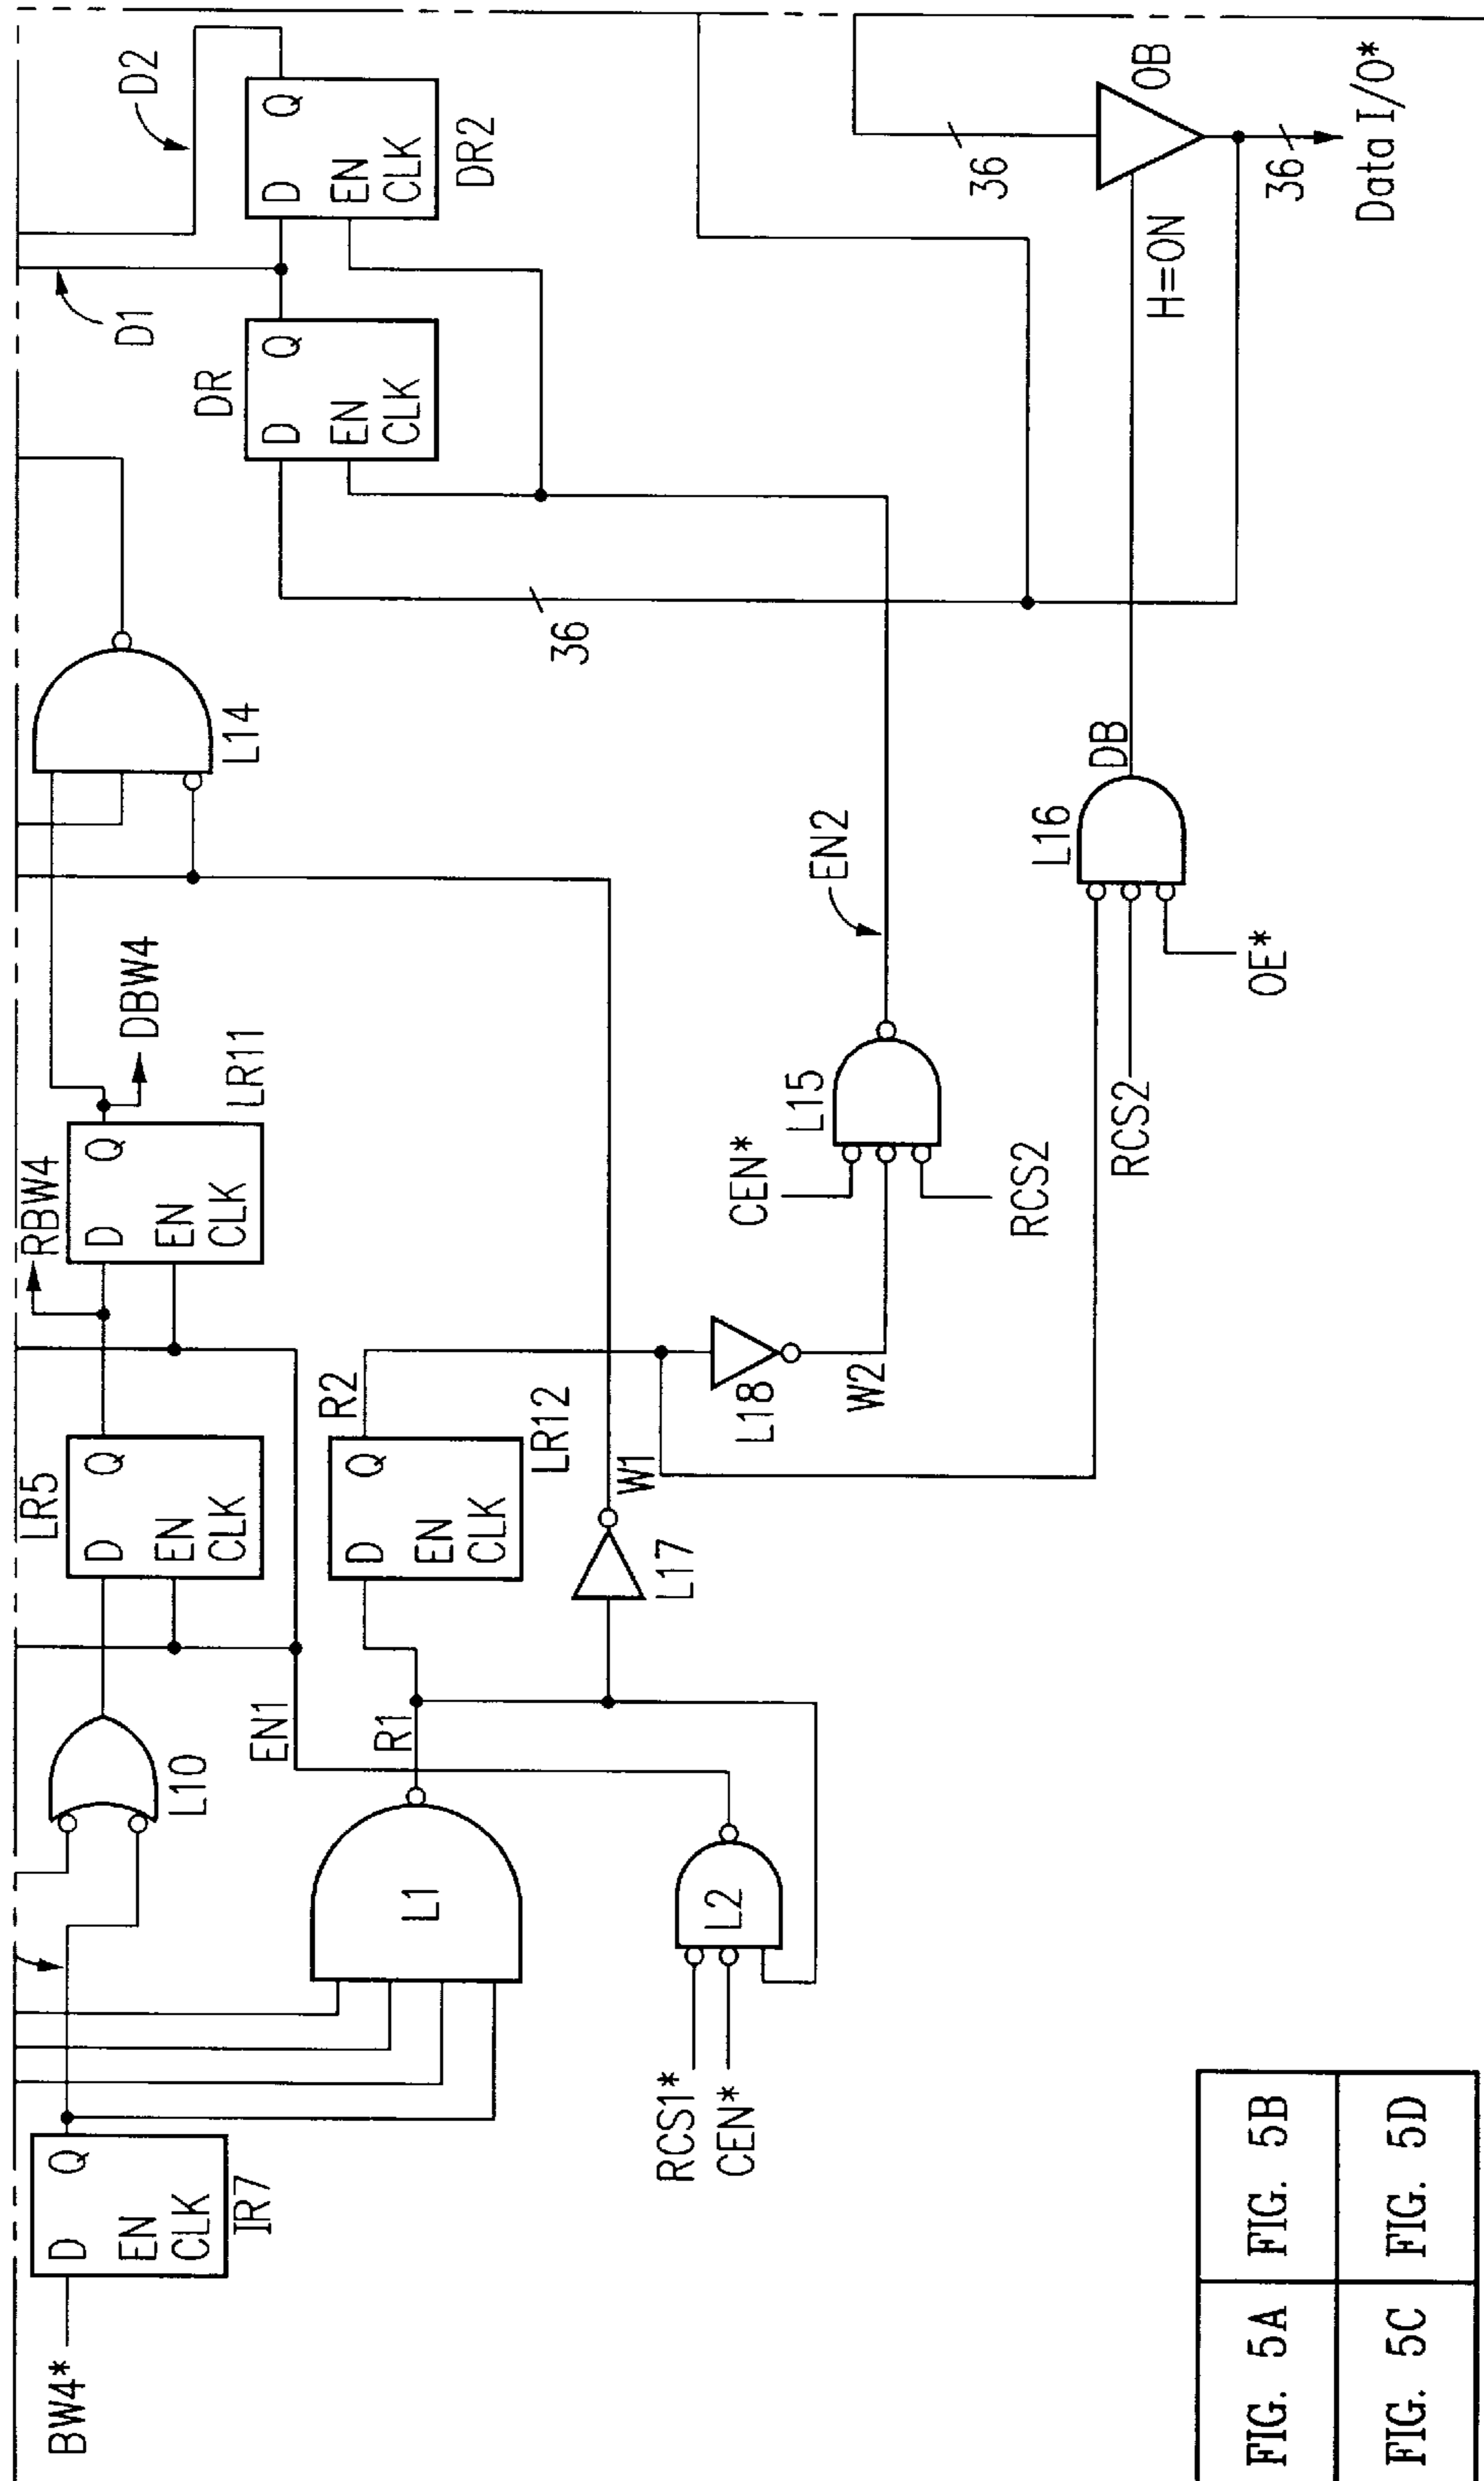 BW4*
D Q
EN
CLK
IR7
L10
LR5
D Q
EN
CLK
RBW4
D Q
EN
CLK
LR11
DBW4
L14
D1
D2
DR
D Q
EN
CLK
D Q
EN
CLK
DR2
EN1
R1
L1
R2
D Q
EN
CLK
LR12
L17
W1
L18
W2
RCS1*
CEN*
L2
CEN*
L15
RCS2
EN2
36
L16
DB
RCS2
OE*
H=ON
36
OB
36
Data I/O*
FIG. 5A FIG. 5B
FIG. 5C FIG. 5D